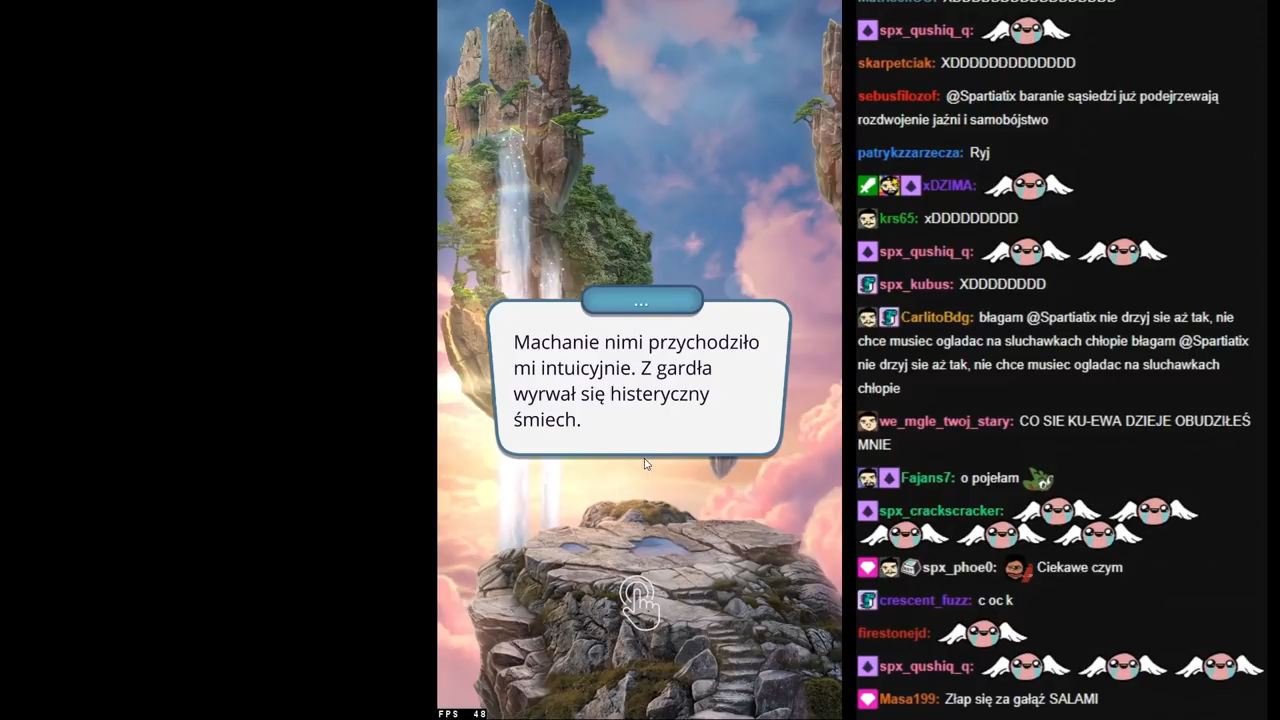 ...
Machanie nimi przychodziło
mi intuicyjnie. Z gardła
wyrwał się histeryczny
śmiech.
FPS 48
spx_qushiq_q:
skarpetciak: XDDDDDDDDDDDDD
sebusfilozof: @Spartiatix baranie sąsiedzi już podejrzewają
rozdwojenie jaźni i samobójstwo
patrykzzarzecza: Ryj
xDZIMA:
krs65: xDDDDDDDDD
spx_qushiq_q:
spx_kubus: XDDDDDDDD
CarlitoBdg: błagam @Spartiatix nie drzyj sie aż tak, nie
chce musiec ogladac na sluchawkach chłopie błagam @Spartiatix
nie drzyj sie aż tak, nie chce musiec ogladac na sluchawkach
chłopie
we_mgle_twoj_stary: CO SIE KU-EWA DZIEJE OBUDZIŁEŚ
MNIE
Fajans7: o pojełam
spx_crackscracker:
spx_phoe0: Ciekawe czym
crescent_fuzz: c oc k
firestonejd:
spx_qushiq_q:
Masa199: Złap się za gałąź SALAMI